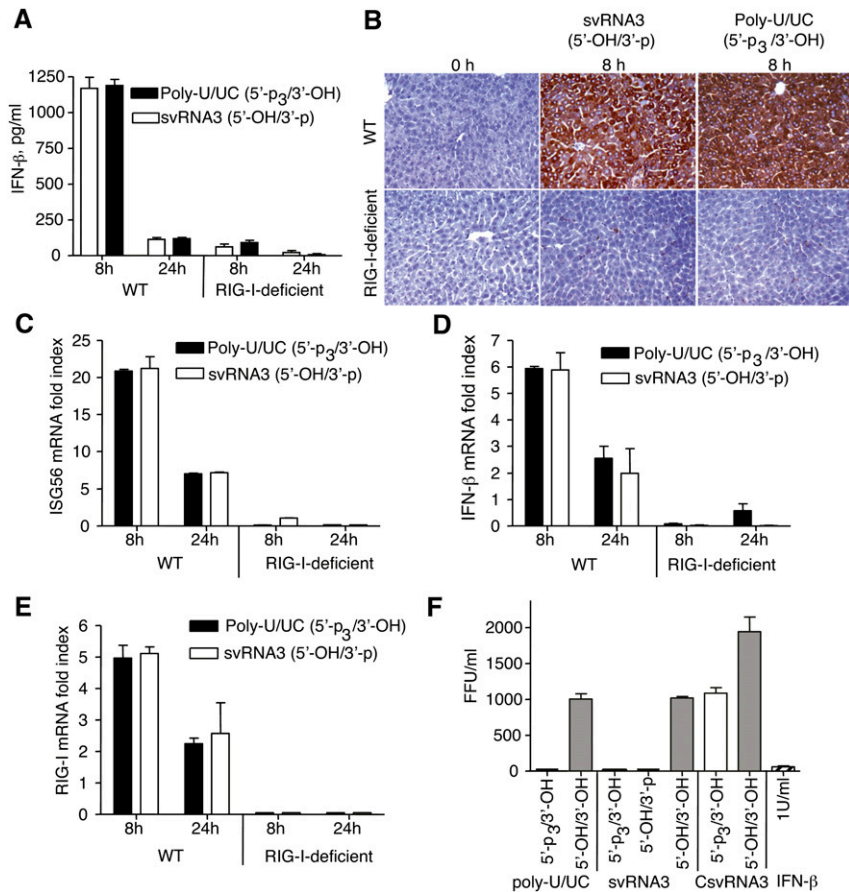 A
IFN-β, pg/ml
1250
1000
750
500
250
0
Poly-U/UC (5'-p3/3'-OH)
svRNA3 (5'-OH/3'-p)
8h 24h 8h 24h
WT RIG-I-deficient
B
svRNA3 Poly-U/UC
(5'-OH/3'-p) (5'-p3/3'-OH)
0 h 8 h 8 h
WT
RIG-I-deficient
C
ISG56 mRNA fold index
25
20
15
10
5
0
Poly-U/UC (5'-p3/3'-OH)
svRNA3 (5'-OH/3'-p)
8h 24h 8h 24h
WT RIG-I-deficient
D
IFN-β mRNA fold index
7
6
5
4
3
2
1
0
Poly-U/UC (5'-p3/3'-OH)
svRNA3 (5'-OH/3'-p)
8h 24h 8h 24h
WT RIG-I-deficient
E
RIG-I mRNA fold index
6
5
4
3
2
1
0
Poly-U/UC (5'-p3/3'-OH)
svRNA3 (5'-OH/3'-p)
8h 24h 8h 24h
WT RIG-I-deficient
F
FFU/ml
2000
1500
1000
500
0
5'-p3/3'-OH
5'-OH/3'-OH
5'-p3/3'-OH
5'-OH/3'-p
5'-OH/3'-OH
5'-p3/3'-OH
5'-OH/3'-OH
1U/ml
poly-U/UC svRNA3 CsvRNA3 IFN-β